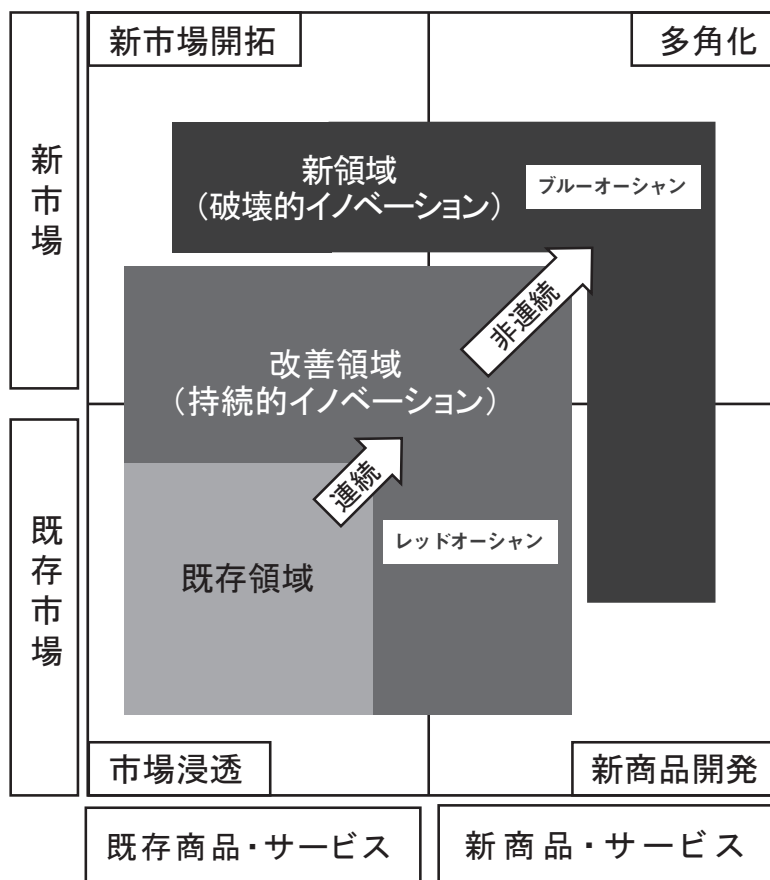 新市場開拓
多角化
新市場
新領域
（破壊的イノベーション）
ブルーオーシャン
非連続
改善領域
（持続的イノベーション）
連続
レッドオーシャン
既存領域
既存市場
市場浸透
新商品開発
既存商品・サービス
新商品・サービス